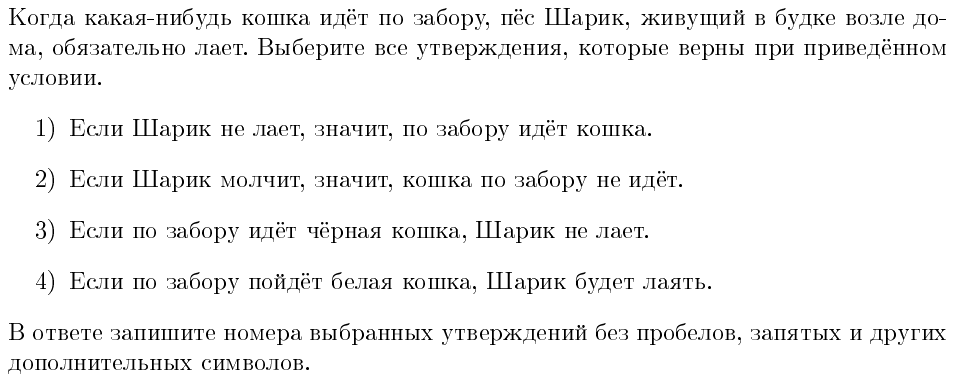 Когда какая-нибудь кошка идёт по забору, пёс Шарик, живущий в будке возле до-
ма, обязательно лает. Выберите все утверждения, которые верны при приведённом
условии.
1) Если Шарик не лает, значит, по забору идёт кошка.
2) Если Шарик молчит, значит, кошка по забору не идёт.
3) Если по забору идёт чёрная кошка, Шарик не лает.
4) Если по забору пойдёт белая кошка, Шарик будет лаять.
В ответе запишите номера выбранных утверждений без пробелов, запятых и других
дополнительных символов.